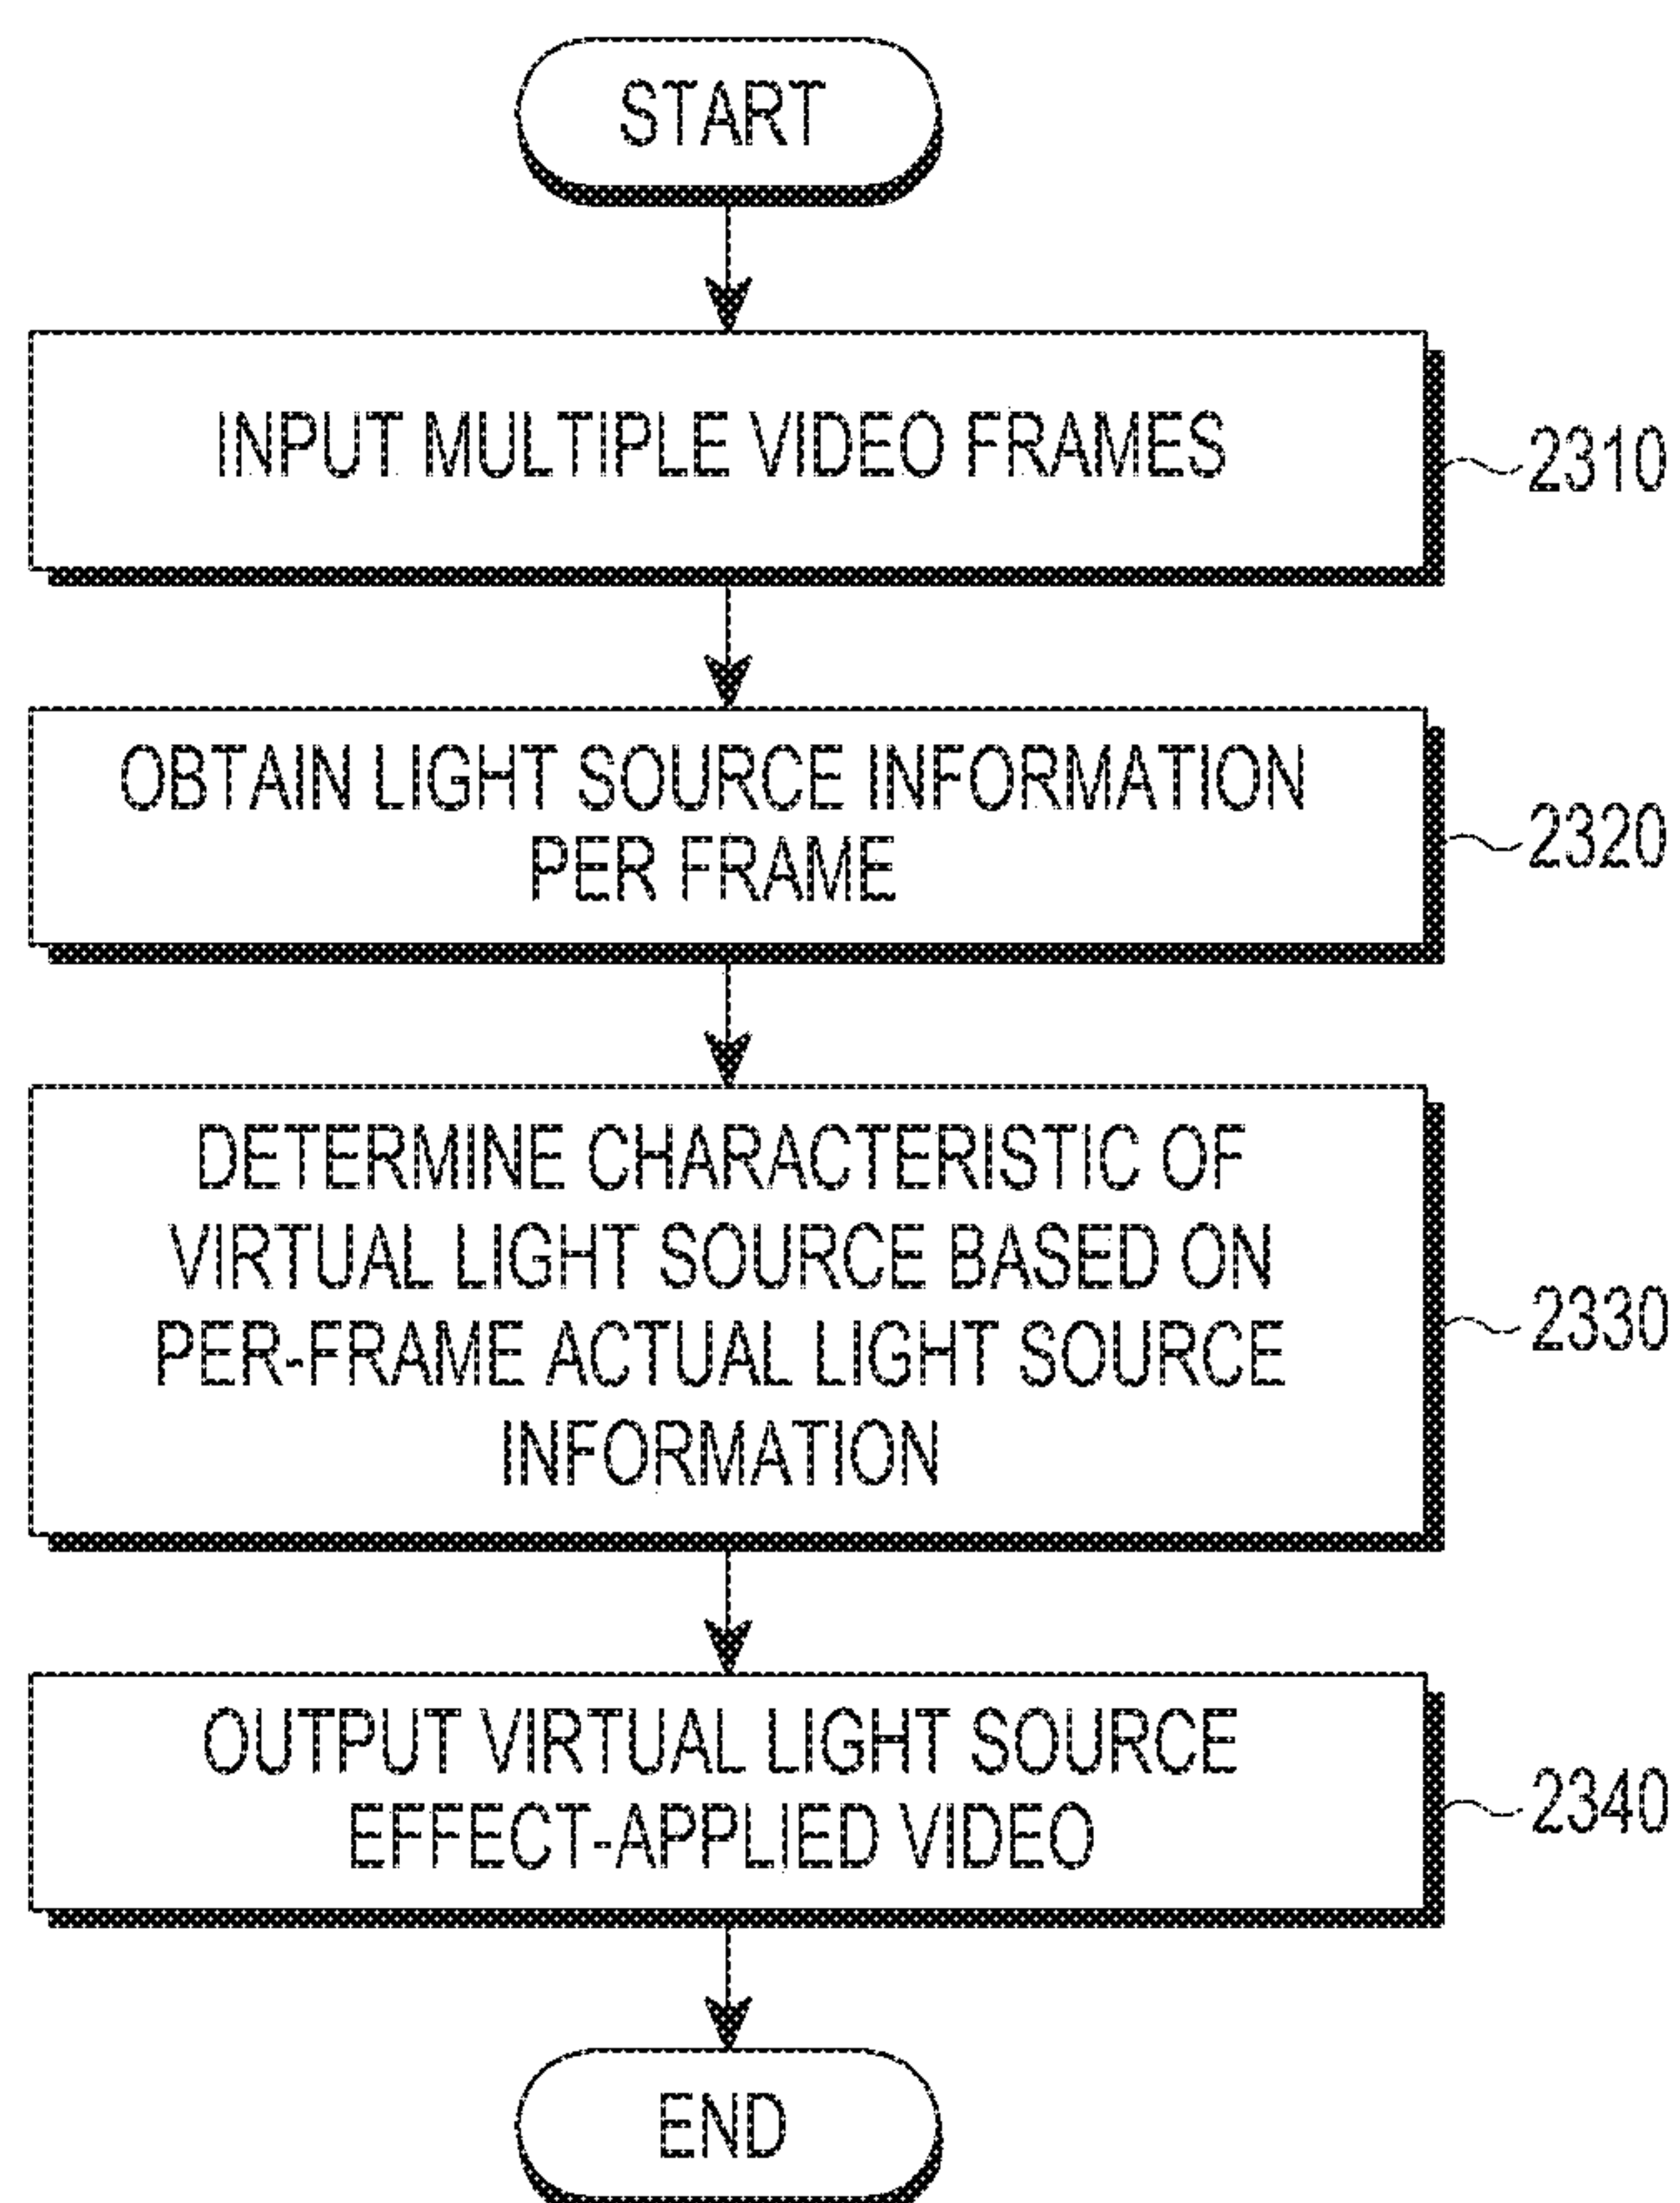 START
INPUT MULTIPLE VIDEO FRAMES
2310
OBTAIN LIGHT SOURCE INFORMATION
PER FRAME
2320
DETERMINE CHARACTERISTIC OF
VIRTUAL LIGHT SOURCE BASED ON
PER-FRAME ACTUAL LIGHT SOURCE
INFORMATION
2330
OUTPUT VIRTUAL LIGHT SOURCE
EFFECT-APPLIED VIDEO
2340
END